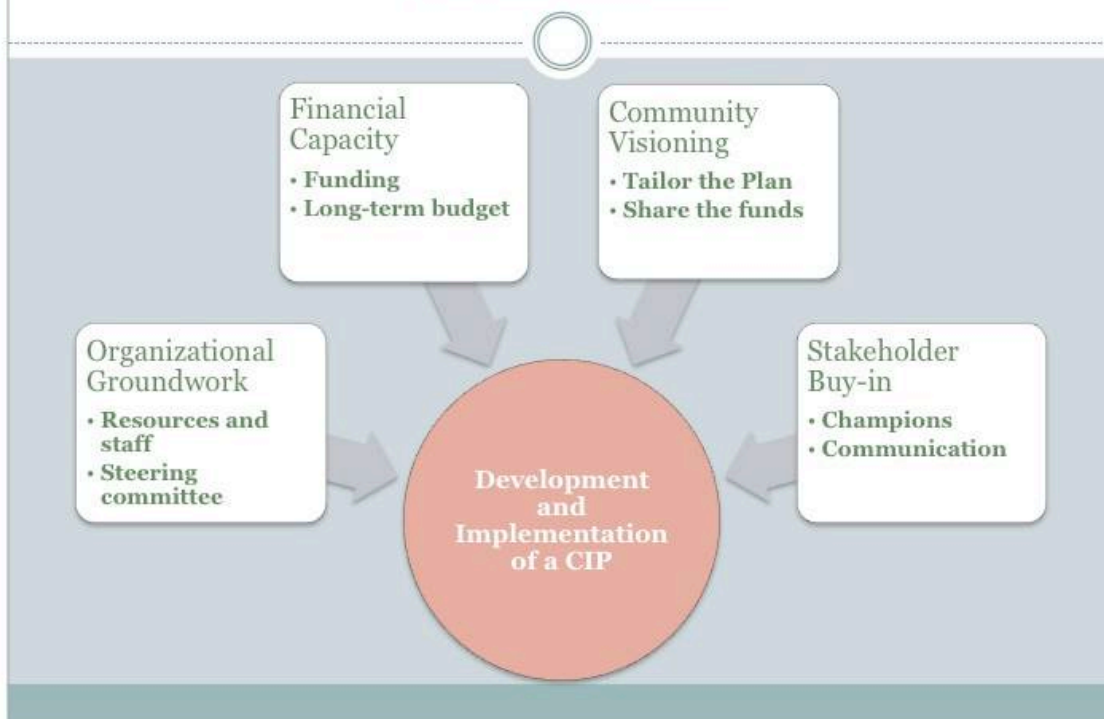 Financial
Capacity
• Funding
• Long-term budget
Community
Visioning
• Tailor the Plan
• Share the funds
Organizational
Groundwork
• Resources and
staff
• Steering
committee
Stakeholder
Buy-in
• Champions
• Communication
Development
and
Implementation
of a CIP